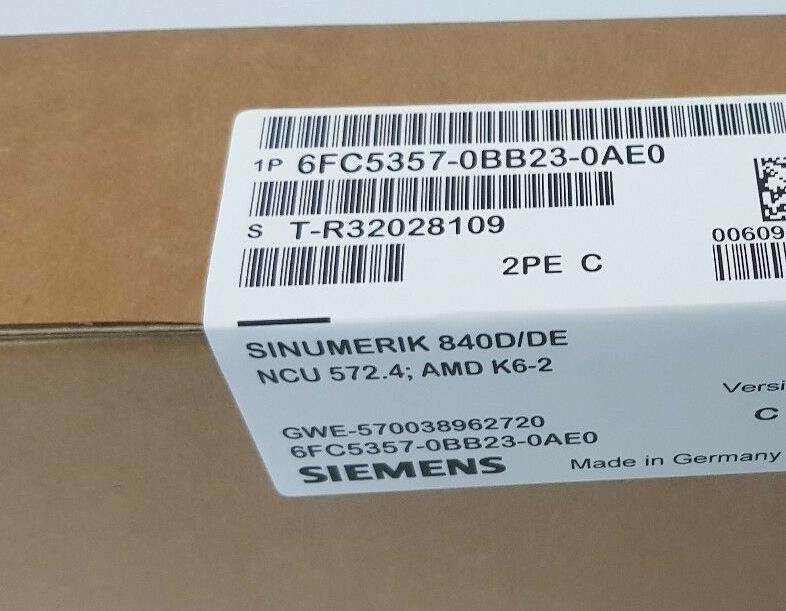 1P 6FC5357-0BB23-0AE0
S T-R32028109
00609
2PE C
SINUMERIK 840D/DE
NCU 572.4; AMD K6-2
Versi
C
GWE-570038962720
6FC5357-0BB23-0AE0
SIEMENS
Made in Germany